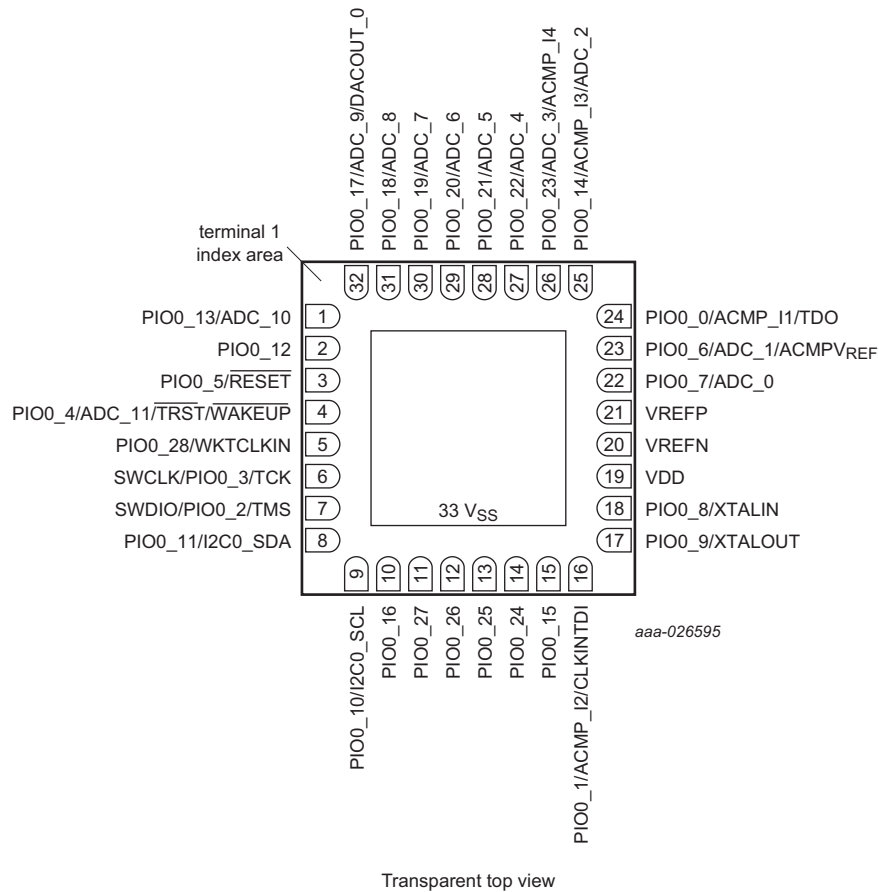 PIO0_17/ADC_9/DACOUT_0
PIO0_18/ADC_8
PIO0_19/ADC_7
PIO0_20/ADC_6
PIO0_21/ADC_5
PIO0_22/ADC_4
PIO0_23/ADC_3/ACMP_I4
PIO0_14/ACMP_I3/ADC_2
terminal 1
index area
32
31
30
29
28
27
26
25
PIO0_13/ADC_10 1
PIO0_12 2
PIO0_5/RESET 3
PIO0_4/ADC_11/TRST/WAKEUP 4
PIO0_28/WKTCLKIN 5
SWCLK/PIO0_3/TCK 6
SWDIO/PIO0_2/TMS 7
PIO0_11/I2C0_SDA 8
24 PIO0_0/ACMP_I1/TDO
23 PIO0_6/ADC_1/ACMPVREF
22 PIO0_7/ADC_0
21 VREFP
20 VREFN
19 VDD
18 PIO0_8/XTALIN
17 PIO0_9/XTALOUT
33 VSS
9
10
11
12
13
14
15
16
PIO0_10/I2C0_SCL
PIO0_16
PIO0_27
PIO0_26
PIO0_25
PIO0_24
PIO0_15
PIO0_1/ACMP_I2/CLKINTDI
aaa-026595
Transparent top view